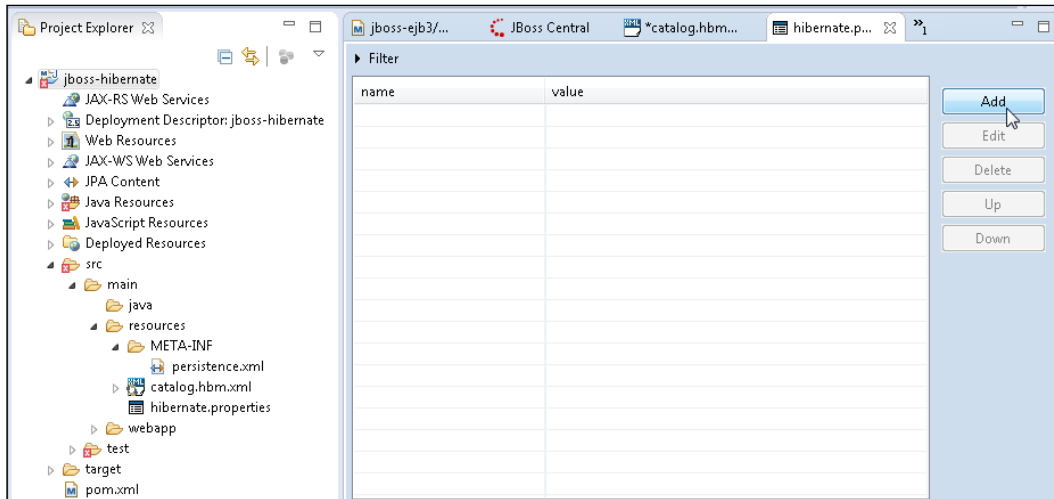 Project Explorer
jboss-hibernate
JAX-RS Web Services
Deployment Descriptor: jboss-hibernate
Web Resources
JAX-WS Web Services
JPA Content
Java Resources
JavaScript Resources
Deployed Resources
src
main
java
resources
META-INF
persistence.xml
catalog.hbm.xml
hibernate.properties
webapp
test
target
pom.xml
jboss-ejb3/... JBoss Central *catalog.hbm... hibernate.p... »1
Filter
name value
Add
Edit
Delete
Up
Down